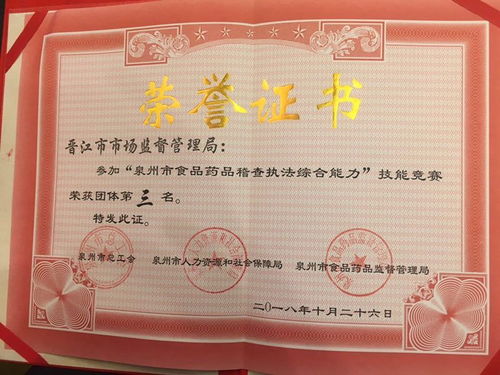 荣誉证书
晋江市市场监督管理局：
参加“泉州市食品药品稽查执法综合能力”技能竞赛
荣获团体第三名。
特发此证。
泉州市总工会 泉州市人力资源和社会保障局 泉州市食品药品监督管理局
二〇一八年十月二十六日